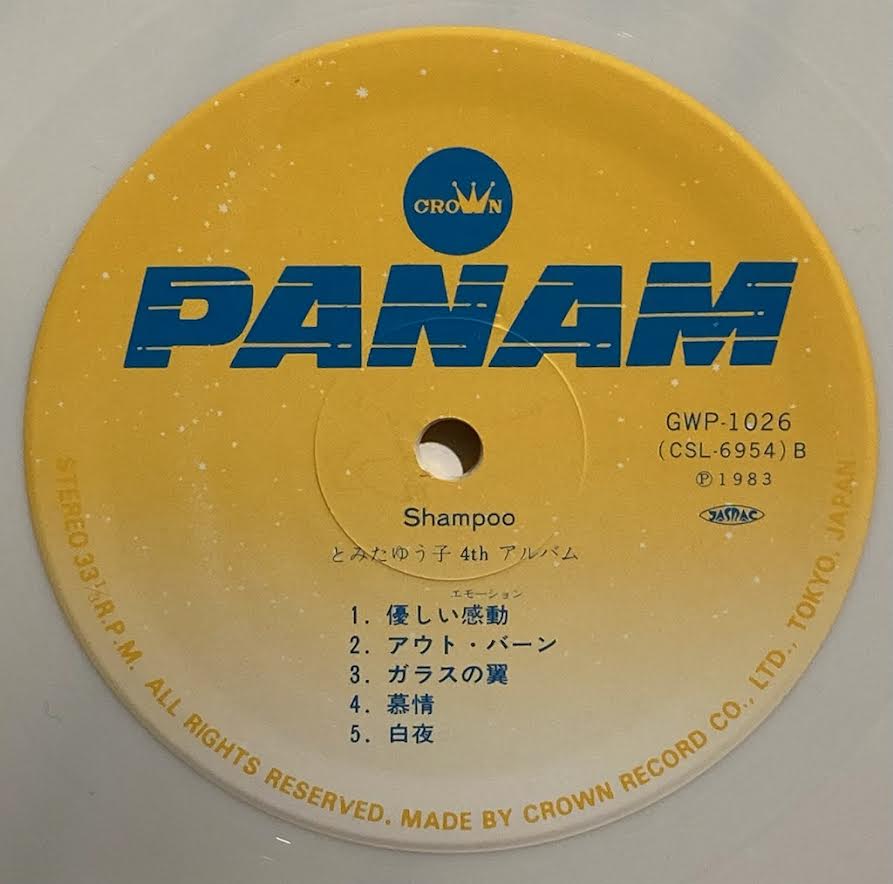 CROWN
PANAM
GWP-1026
(CSL-6954) B
Ⓟ1983
JASRAC
Shampoo
とみたゆう子 4th アルバム
エモーション
1. 優しい感動
2. アウト・バーン
3. ガラスの翼
4. 慕情
5. 白夜
STEREO 33⅓ R.P.M. ALL RIGHTS RESERVED. MADE BY CROWN RECORD CO., LTD., TOKYO, JAPAN